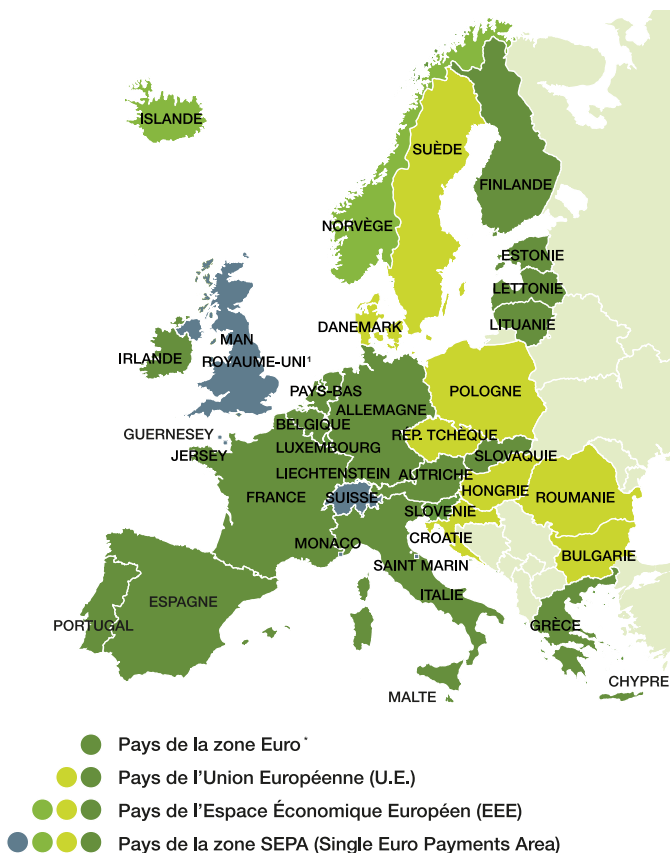 ISLANDE
SUÈDE
FINLANDE
NORVÈGE
ESTONIE
LETTONIE
LITUANIE
DANEMARK
MAN
IRLANDE
ROYAUME-UNI¹
PAYS-BAS
POLOGNE
ALLEMAGNE
BELGIQUE
GUERNESEY
RÉP. TCHÈQUE
JERSEY
LUXEMBOURG
SLOVAQUIE
LIECHTENSTEIN
AUTRICHE
HONGRIE
FRANCE
SUISSE
ROUMANIE
SLOVENIE
CROATIE
MONACO
BULGARIE
SAINT MARIN
ESPAGNE
ITALIE
PORTUGAL
GRÈCE
CHYPRE
MALTE
Pays de la zone Euro*
Pays de l'Union Européenne (U.E.)
Pays de l'Espace Économique Européen (EEE)
Pays de la zone SEPA (Single Euro Payments Area)